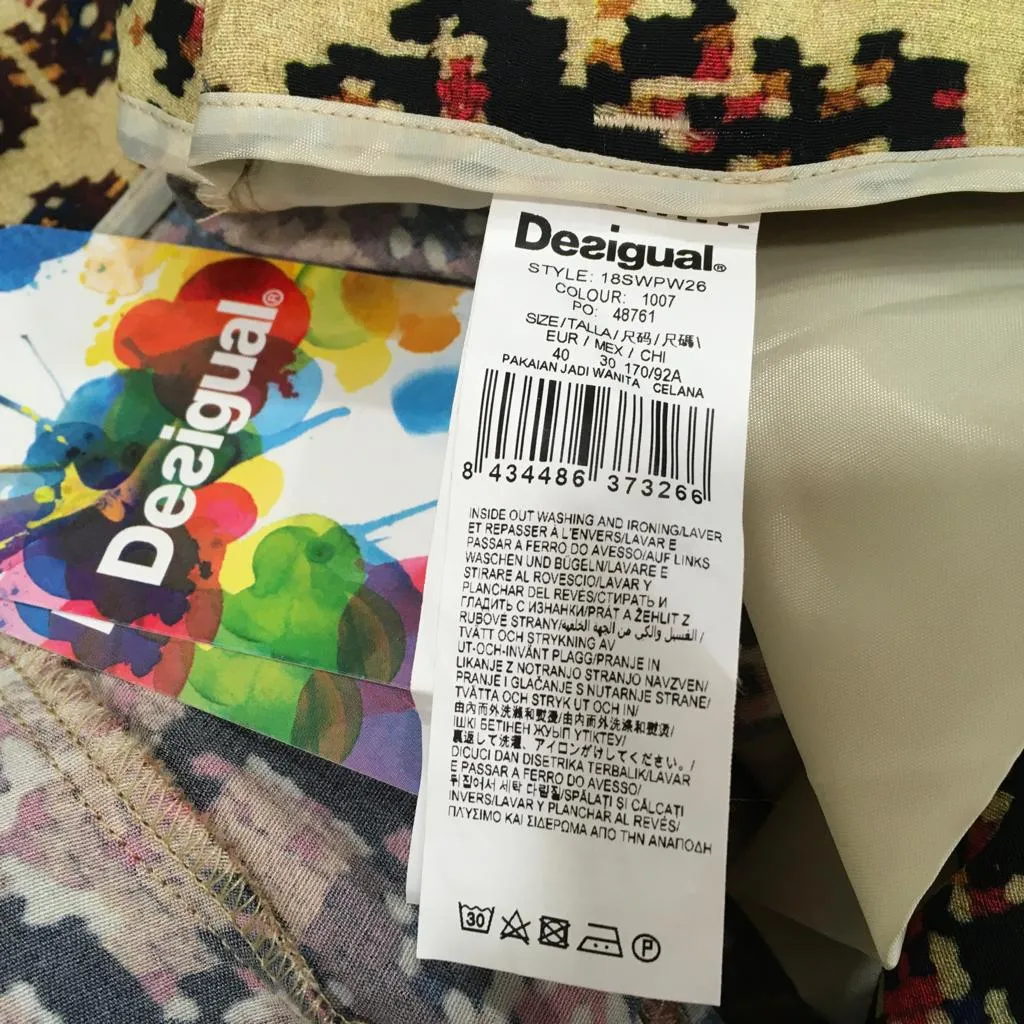 Desigual®
Desigual®
STYLE: 18SWPW26
COLOUR: 1007
PO: 48761
SIZE/TALLA/尺码/尺碼\
EUR / MEX / CHI
40 30 170/92A
PAKAIAN JADI WANITA CELANA
8 434486 373266
INSIDE OUT WASHING AND IRONING/LAVER
ET REPASSER À L'ENVERS/LAVAR E
PASSAR A FERRO DO AVESSO/AUF LINKS
WASCHEN UND BÜGELN/LAVARE E
STIRARE AL ROVESCIO/LAVAR Y
PLANCHAR DEL REVÉS/СТИРАТЬ И
ГЛАДИТЬ С ИЗНАНКИ/PRÁT A ŽEHLIT Z
RUBOVÉ STRANY/الغسيل والكي من الجهة الخلفية/
TVÄTT OCH STRYKNING AV
UT-OCH-INVÄNT PLAGG/PRANJE IN
LIKANJE Z NOTRANJO STRANJO NAVZVEN/
PRANJE I GLAČANJE S NUTARNJE STRANE/
TVÄTTA OCH STRYK UT OCH IN/
由內而外洗滌和熨燙/由内而外洗涤和熨烫/
ІШКІ БЕТІНЕН ЖУЫП ҮТІКТЕУ/
裏返して洗濯、アイロンがけしてください。/
DICUCI DAN DISETRIKA TERBALIK/LAVAR
E PASSAR A FERRO DO AVESSO/
뒤집어서 세탁 다림질/SPĂLAȚI ȘI CĂLCAȚI
INVERS/LAVAR Y PLANCHAR AL REVÉS/
ΠΛΥΣΙΜΟ ΚΑΙ ΣΙΔΕΡΩΜΑ ΑΠΟ ΤΗΝ ΑΝΑΠΟΔΗ
30 P